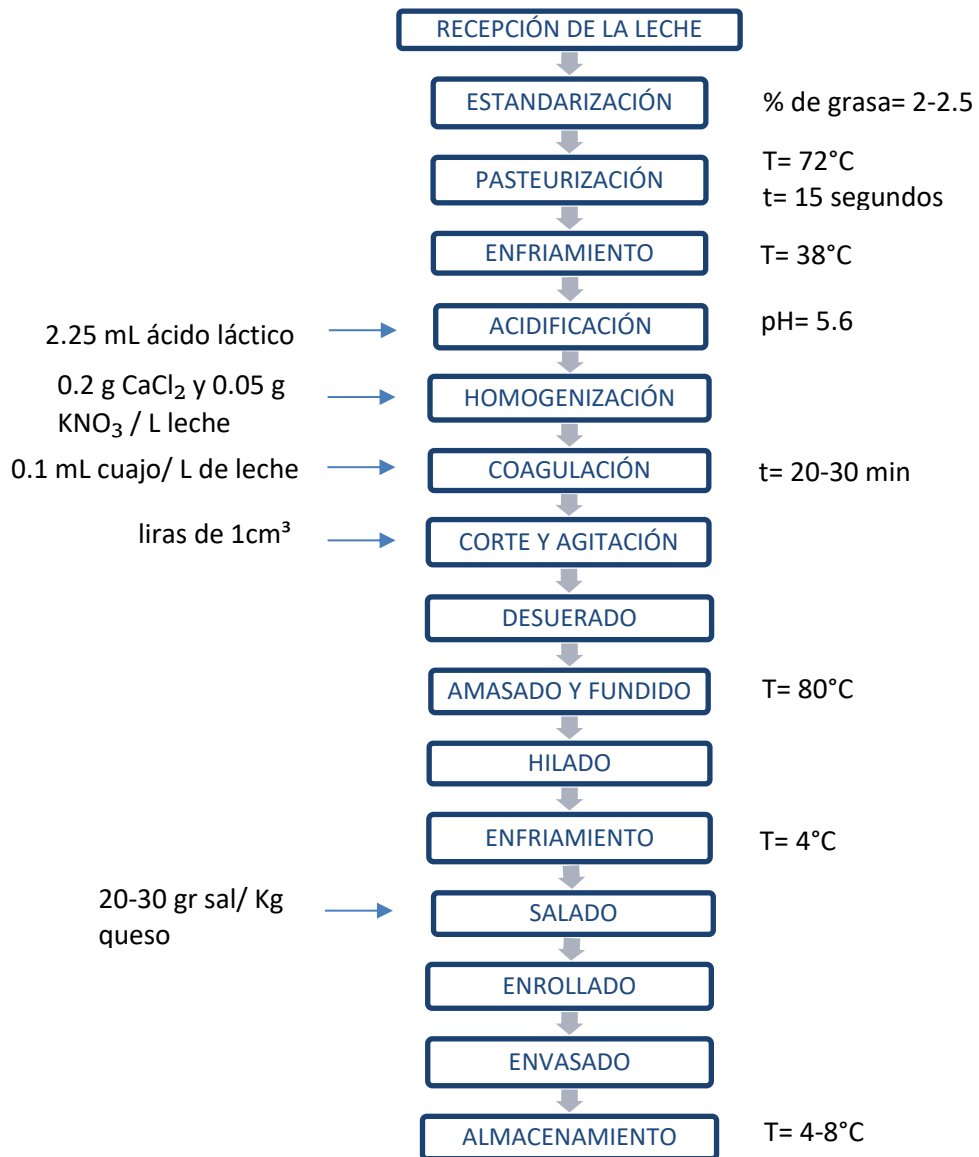 RECEPCIÓN DE LA LECHE
ESTANDARIZACIÓN
% de grasa= 2-2.5
PASTEURIZACIÓN
T= 72°C
t= 15 segundos
ENFRIAMIENTO
T= 38°C
2.25 mL ácido láctico
ACIDIFICACIÓN
pH= 5.6
0.2 g CaCl₂ y 0.05 g
KNO₃ / L leche
HOMOGENIZACIÓN
0.1 mL cuajo/ L de leche
COAGULACIÓN
t= 20-30 min
liras de 1cm³
CORTE Y AGITACIÓN
DESUERADO
AMASADO Y FUNDIDO
T= 80°C
HILADO
ENFRIAMIENTO
T= 4°C
20-30 gr sal/ Kg
queso
SALADO
ENROLLADO
ENVASADO
ALMACENAMIENTO
T= 4-8°C